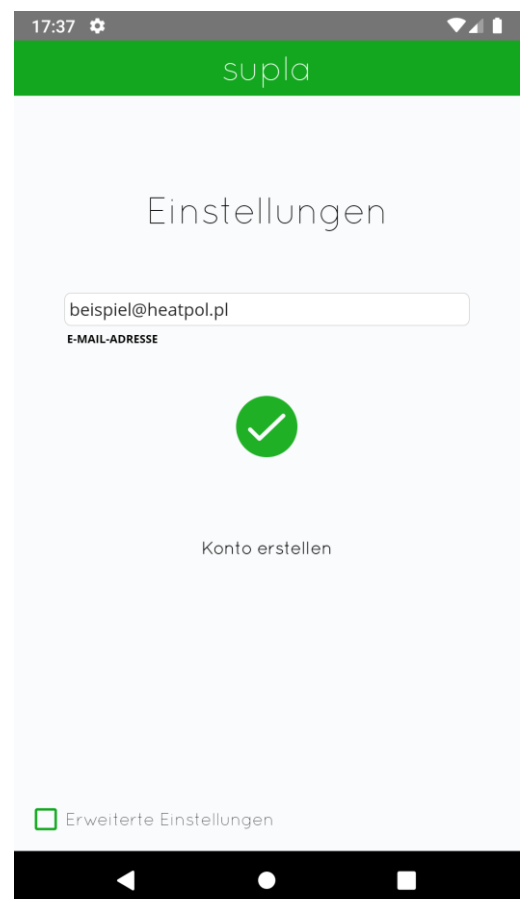 17:37
supla
Einstellungen
beispiel@heatpol.pl
E-MAIL-ADRESSE
Konto erstellen
Erweiterte Einstellungen